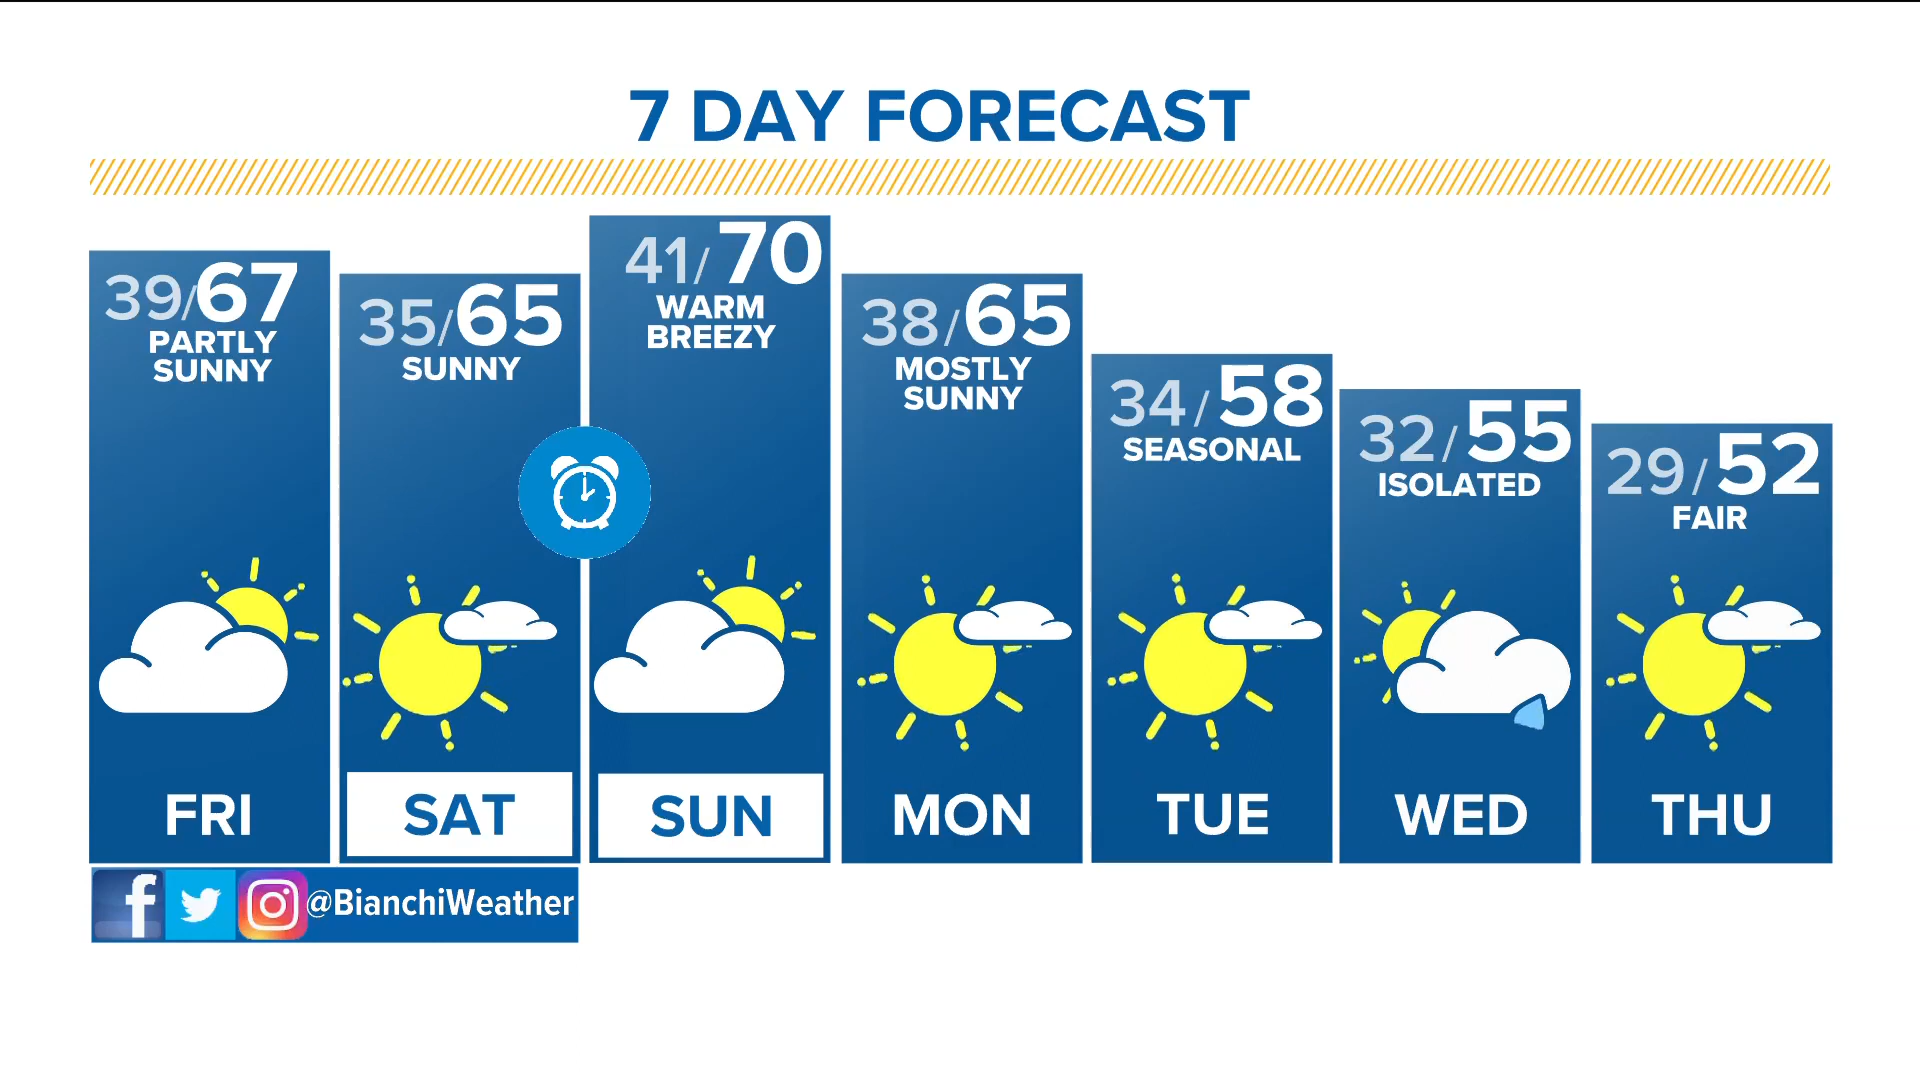 7 DAY FORECAST
39/67
PARTLY
SUNNY
FRI
35/65
SUNNY
SAT
41/70
WARM
BREEZY
SUN
38/65
MOSTLY
SUNNY
MON
34/58
SEASONAL
TUE
32/55
ISOLATED
WED
29/52
FAIR
THU
f @BianchiWeather